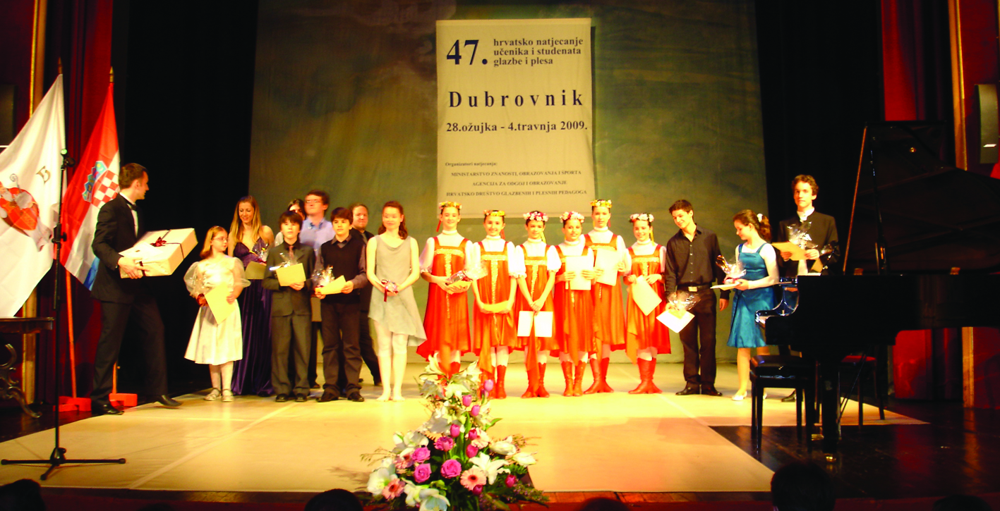 47. hrvatsko natjecanje
učenika i studenata
glazbe i plesa
Dubrovnik
28.ožujka - 4.travnja 2009.
Organizatori natjecanja:
MINISTARSTVO ZNANOSTI, OBRAZOVANJA I ŠPORTA
AGENCIJA ZA ODGOJ I OBRAZOVANJE
HRVATSKO DRUŠTVO GLAZBENIH I PLESNIH PEDAGOGA